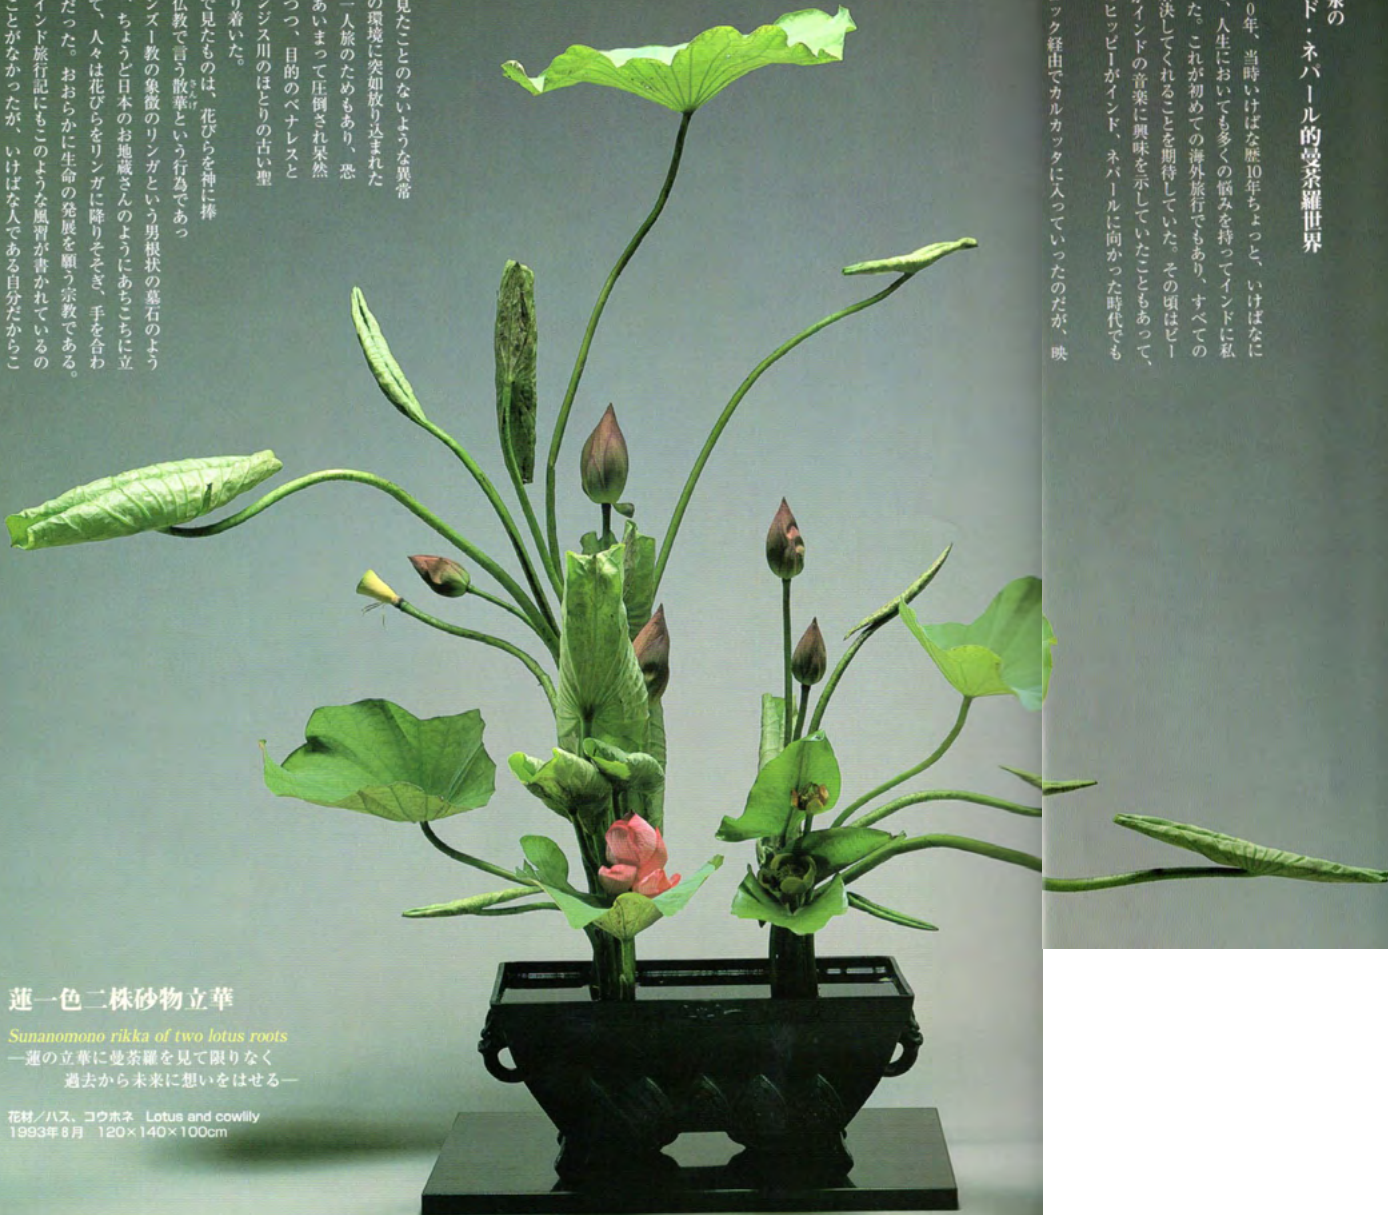 の
ド・ネパール的曼荼羅世界
0年、当時いけばな歴10年ちょっと、いけばなに
、人生においても多くの悩みを持ってインドに私
た。これが初めての海外旅行でもあり、すべての
決してくれることを期待していた。その頃はビー
がインドの音楽に興味を示していたこともあって、
ヒッピーがインド、ネパールに向かった時代でも
ック経由でカルカッタに入っていったのだが、映
見たことのないような異常
の環境に突如放り込まれた
一人旅のためもあり、恐
あいまって圧倒され呆然
つつ、目的のベナレスと
ンジス川のほとりの古い聖
り着いた。
で見たものは、花びらを神に捧
仏教で言う散華という行為であっ
さんげ
ンズー教の象徴のリンガという男根状の墓石のよう
、ちょうど日本のお地蔵さんのようにあちこちに立
て、人々は花びらをリンガに降りそそぎ、手を合わ
だった。おおらかに生命の発展を願う宗教である。
インド旅行記にもこのような風習が書かれているの
ことがなかったが、いけばな人である自分だからこ
蓮一色二株砂物立華
Sunanomono rikka of two lotus roots
―蓮の立華に曼荼羅を見て限りなく
過去から未来に想いをはせる―
花材／ハス、コウホネ　Lotus and cowlily
1993年8月　120×140×100cm